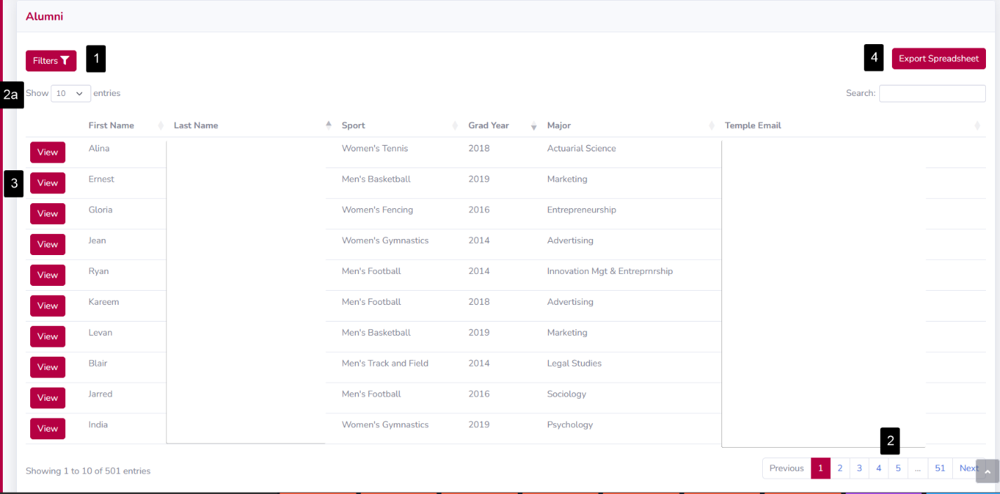 Alumni
Filters 1 4 Export Spreadsheet
2a Show 10 entries Search:
First Name Last Name Sport Grad Year Major Temple Email
View Alina Women's Tennis 2018 Actuarial Science
3 View Ernest Men's Basketball 2019 Marketing
View Gloria Women's Fencing 2016 Entrepreneurship
View Jean Women's Gymnastics 2014 Advertising
View Ryan Men's Football 2014 Innovation Mgt & Entreprnrship
View Kareem Men's Football 2018 Advertising
View Levan Men's Basketball 2019 Marketing
View Blair Men's Track and Field 2014 Legal Studies
View Jarred Men's Football 2016 Sociology
View India Women's Gymnastics 2019 Psychology
2
Showing 1 to 10 of 501 entries Previous 1 2 3 4 5 ... 51 Next